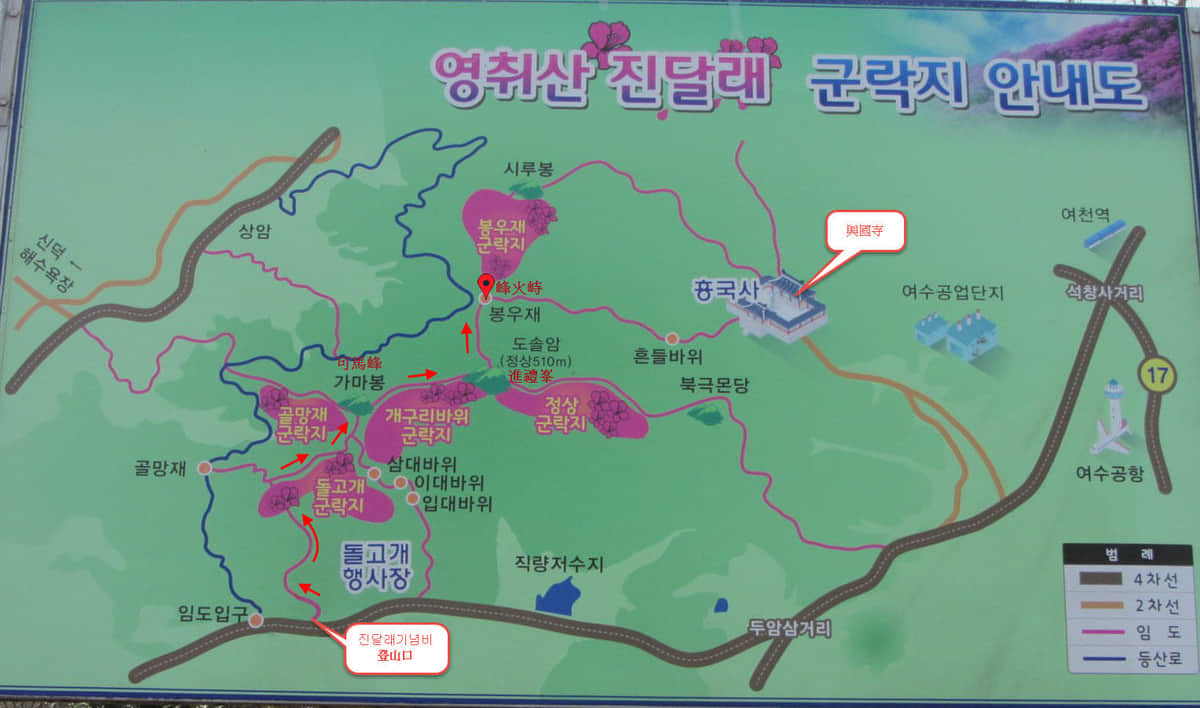 영취산 진달래 군락지 안내도
시루봉
봉우재
군락지
상암
신덕
해수욕장
峰火峙
봉우재
흥국사
興國寺
여천역
석창사거리
여수공업단지
17
도솔암
(정상510m)
進禮峯
흔들바위
북극몬당
可馬峰
가마봉
골망재
군락지
개구리바위
군락지
정상
군락지
여수공항
골망재
돌고개
군락지
삼대바위
이대바위
입대바위
돌고개
행사장
직량저수지
임도입구
진달래기념비
登山口
두암삼거리
범 례
4차선
2차선
임 도
등산로